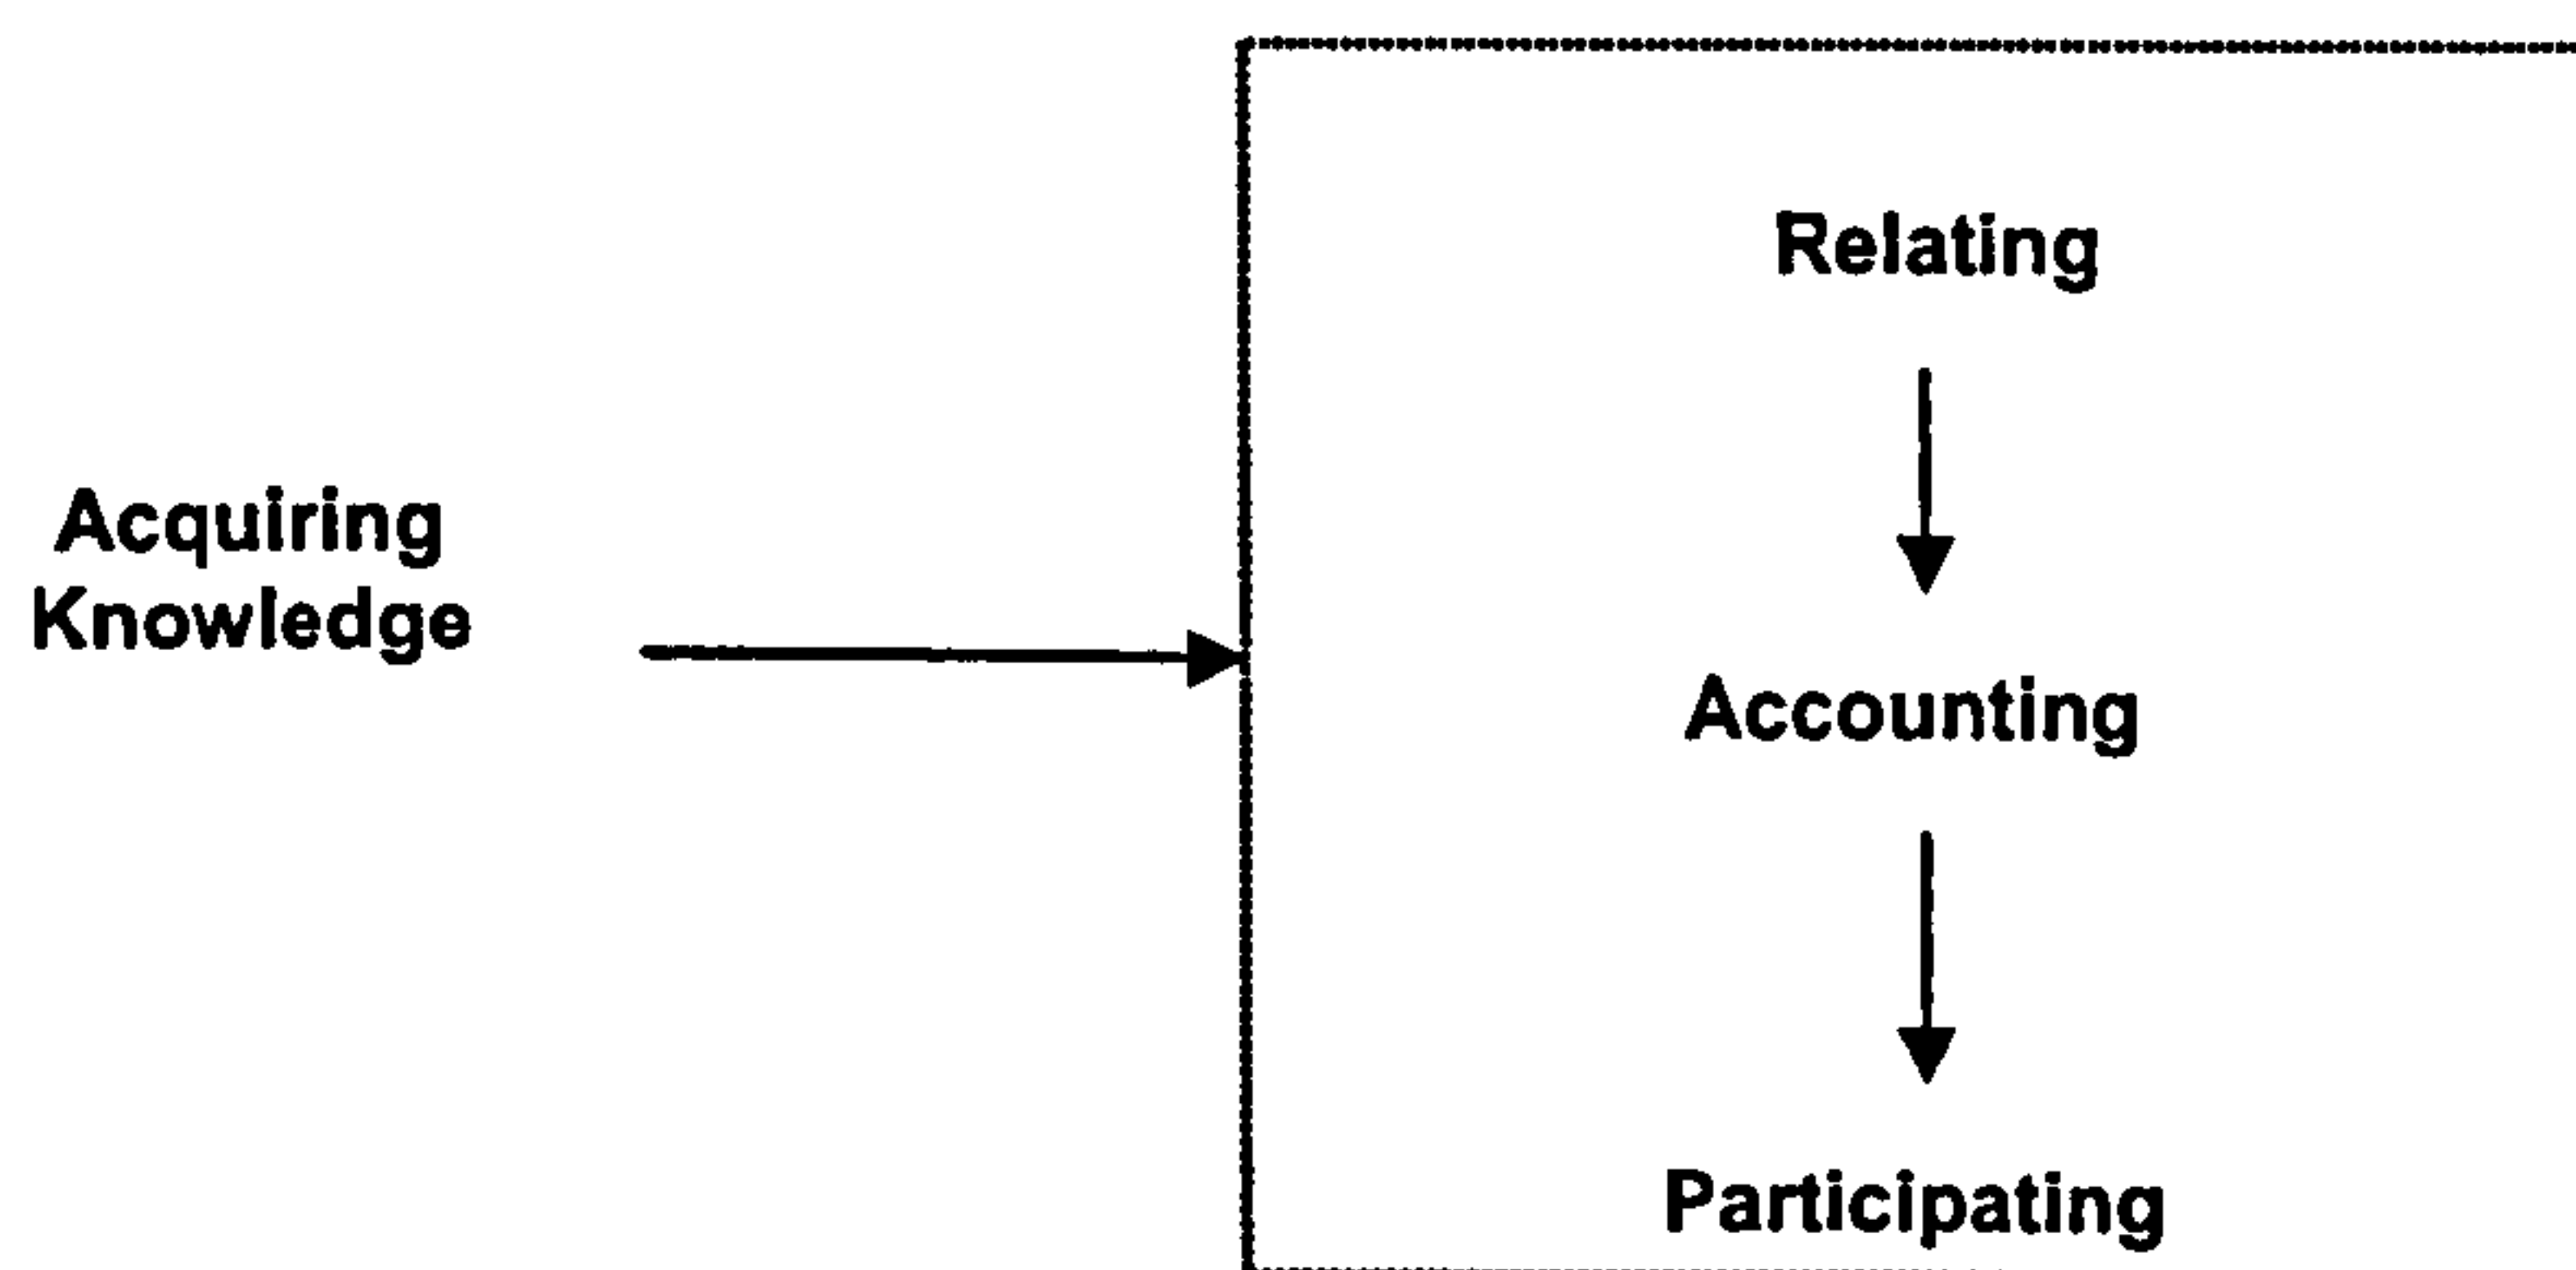 Relating
Acquiring
Knowledge
Accounting
Participating